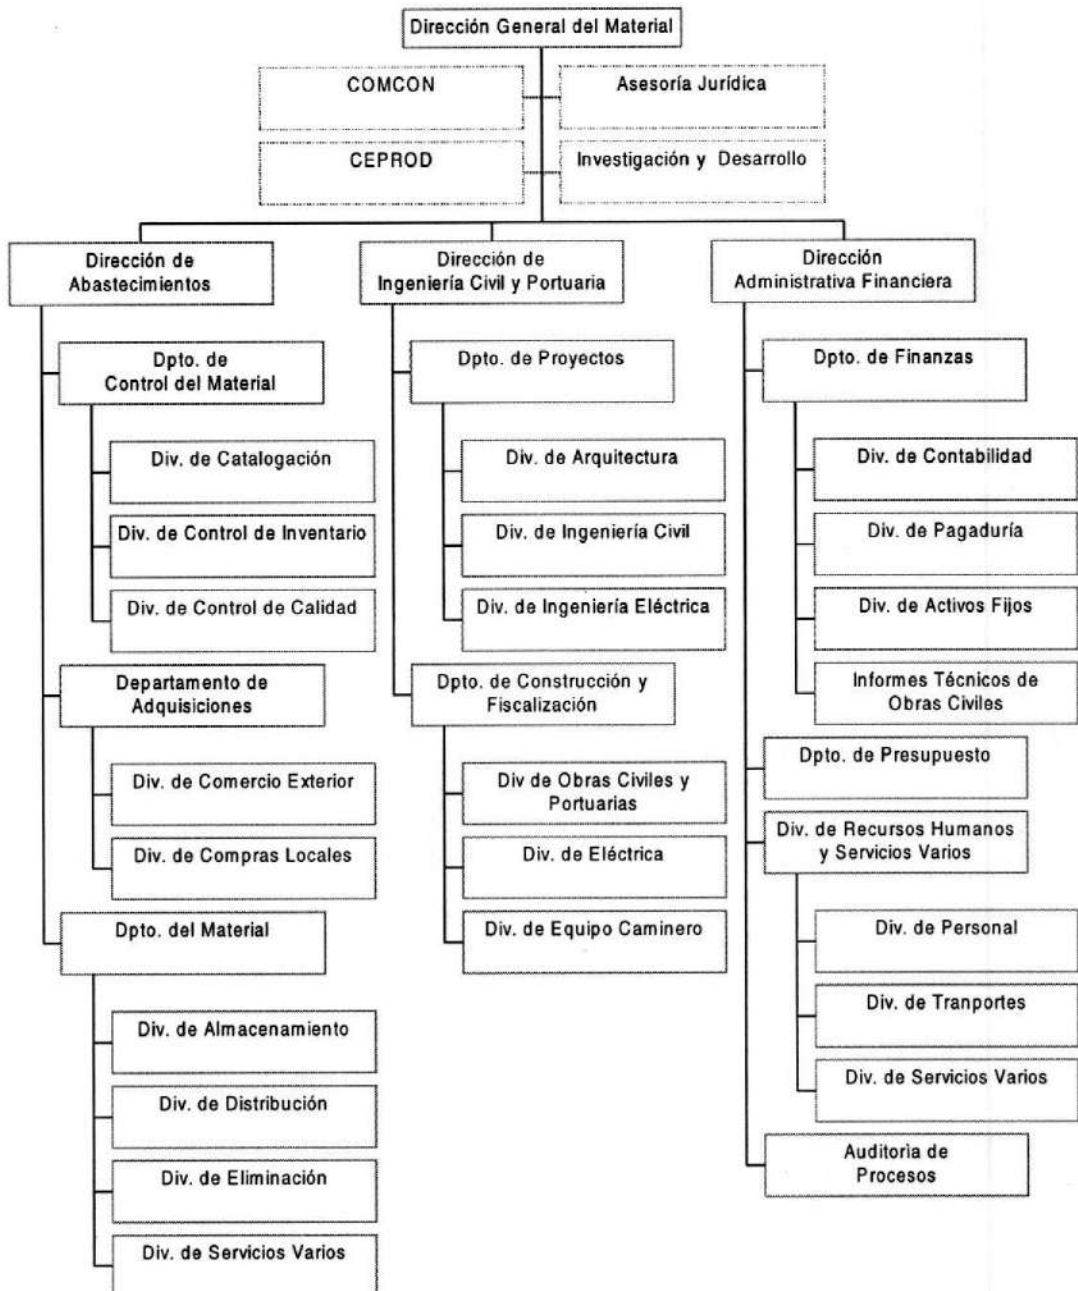 Dirección General del Material
COMCON
Asesoría Jurídica
CEPROD
Investigación y Desarrollo
Dirección de
Abastecimientos
Dpto. de
Control del Material
Div. de Catalogación
Div. de Control de Inventario
Div. de Control de Calidad
Departamento de
Adquisiciones
Div. de Comercio Exterior
Div. de Compras Locales
Dpto. del Material
Div. de Almacenamiento
Div. de Distribución
Div. de Eliminación
Div. de Servicios Varios
Dirección de
Ingeniería Civil y Portuaria
Dpto. de Proyectos
Div. de Arquitectura
Div. de Ingeniería Civil
Div. de Ingeniería Eléctrica
Dpto. de Construcción y
Fiscalización
Div de Obras Civiles y
Portuarias
Div. de Eléctrica
Div. de Equipo Caminero
Dirección
Administrativa Financiera
Dpto. de Finanzas
Div. de Contabilidad
Div. de Pagaduría
Div. de Activos Fijos
Informes Técnicos de
Obras Civiles
Dpto. de Presupuesto
Div. de Recursos Humanos
y Servicios Varios
Div. de Personal
Div. de Tranportes
Div. de Servicios Varios
Auditorìa de
Procesos